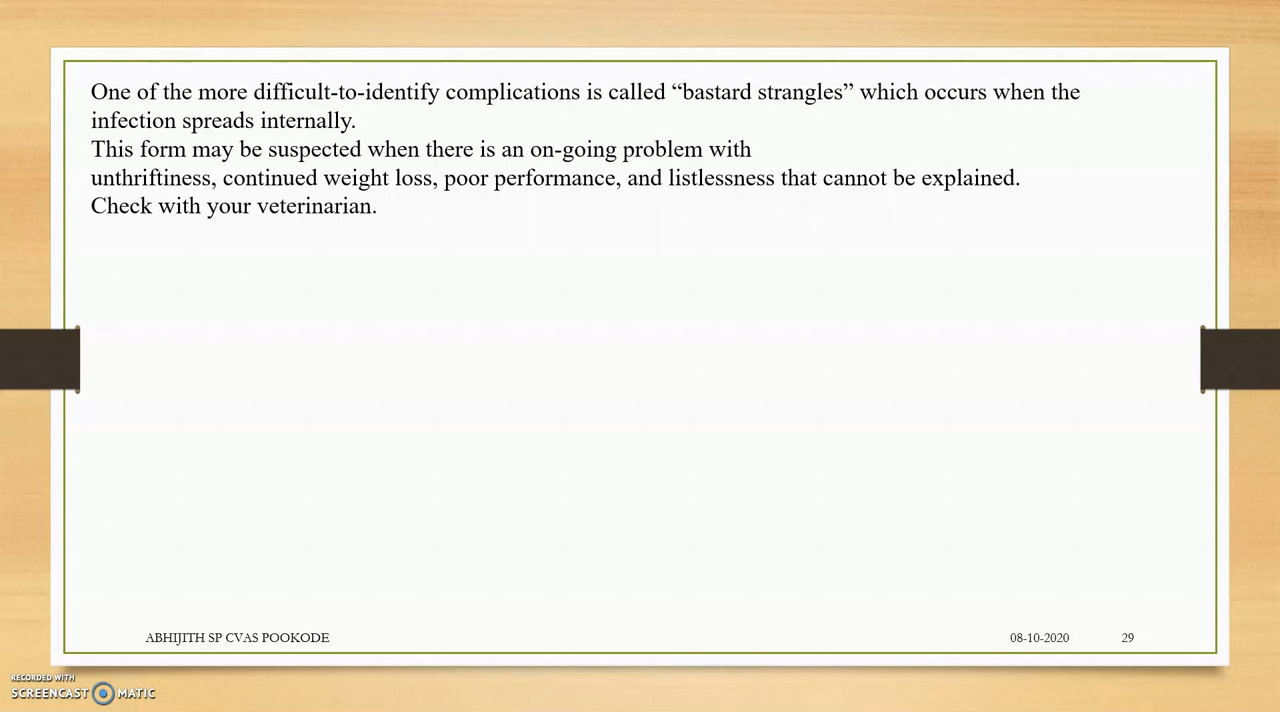 One of the more difficult-to-identify complications is called “bastard strangles” which occurs when the
infection spreads internally.
This form may be suspected when there is an on-going problem with
unthriftiness, continued weight loss, poor performance, and listlessness that cannot be explained.
Check with your veterinarian.
ABHIJITH SP CVAS POOKODE
08-10-2020
29
RECORDED WITH
SCREENCAST MATIC